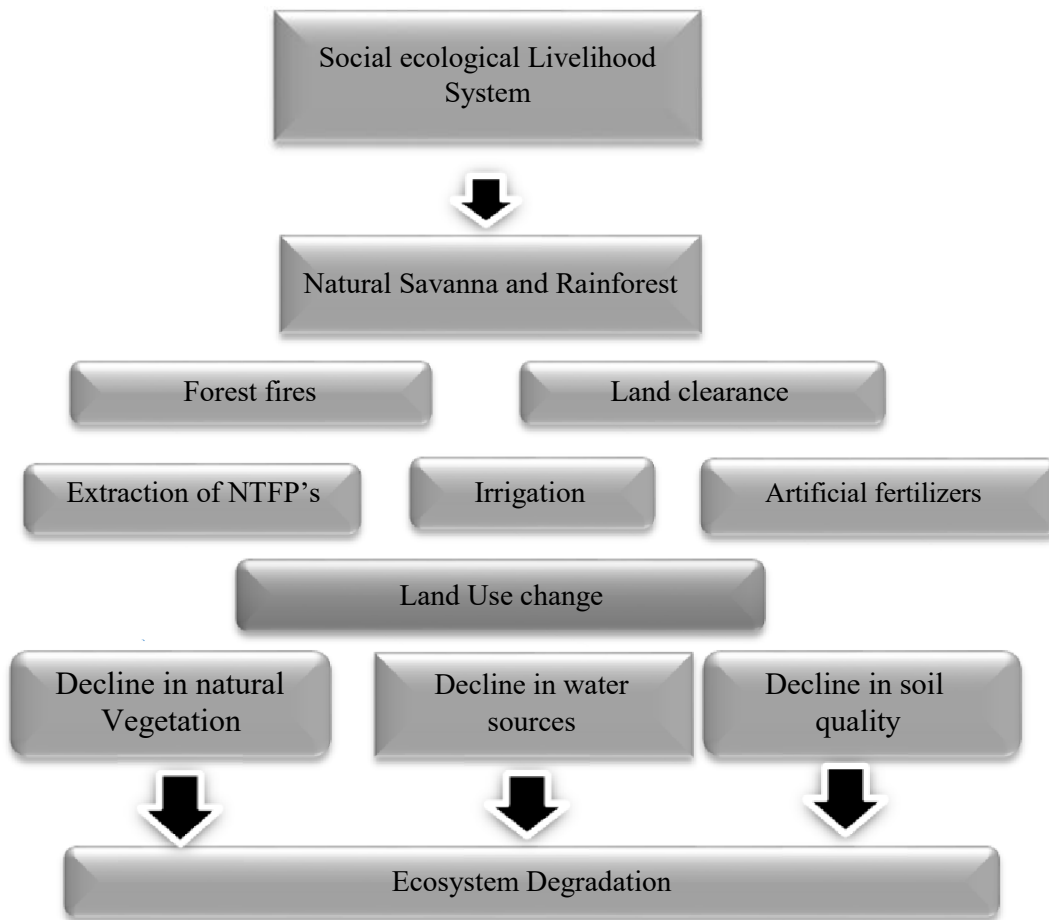 Social ecological Livelihood
System
Natural Savanna and Rainforest
Forest fires
Land clearance
Extraction of NTFP’s
Irrigation
Artificial fertilizers
Land Use change
Decline in natural
Vegetation
Decline in water
sources
Decline in soil
quality
Ecosystem Degradation